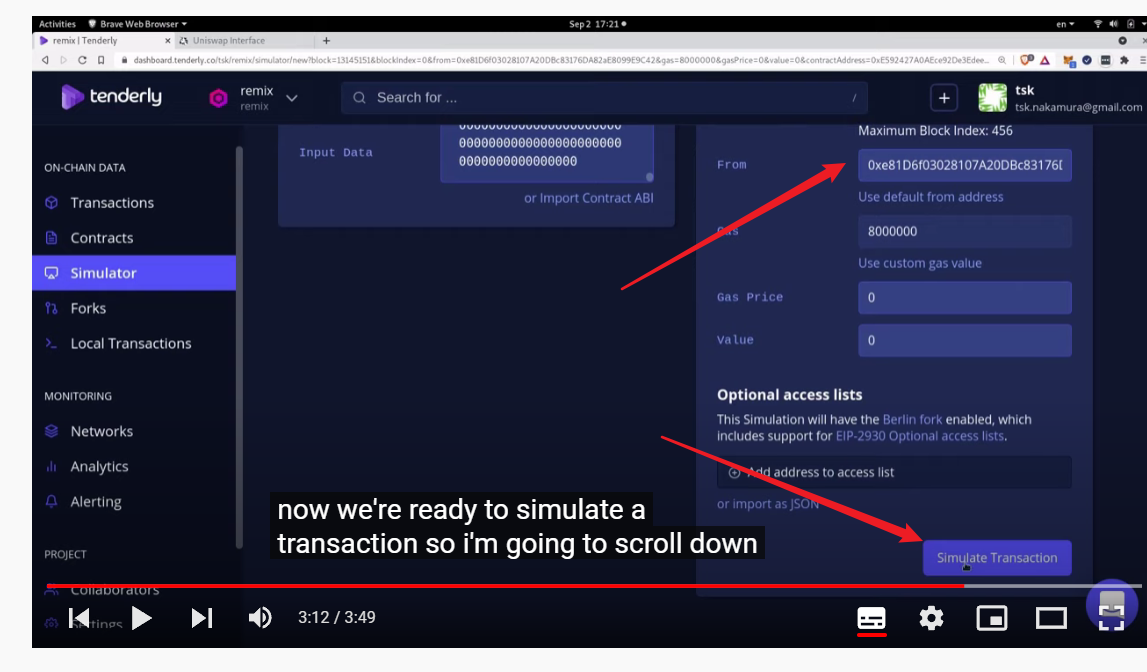 Activities Brave Web Browser Sep 2 17:21 en
remix | Tenderly × Uniswap Interface +
dashboard.tenderly.co/tsk/remix/simulator/new?block=13145151&blockIndex=0&from=0xe81D6f03028107A20DBc83176DA82aE8099E9C42&gas=8000000&gasPrice=0&value=0&contractAddress=0xE592427A0AEce92De3Edee...
tenderly
remix
remix
Search for ...
/
+
tsk
tsk.nakamura@gmail.com
ON-CHAIN DATA
Transactions
Contracts
Simulator
Forks
Local Transactions
MONITORING
Networks
Analytics
Alerting
PROJECT
Collaborators
Settings
Input Data
000000000000000000000000
0000000000000000
or Import Contract ABI
Maximum Block Index: 456
From 0xe81D6f03028107A20DBc83176D
Use default from address
Gas 8000000
Use custom gas value
Gas Price 0
Value 0
Optional access lists
This Simulation will have the Berlin fork enabled, which
includes support for EIP-2930 Optional access lists.
Add address to access list
or import as JSON
Simulate Transaction
now we're ready to simulate a
transaction so i'm going to scroll down
3:12 / 3:49